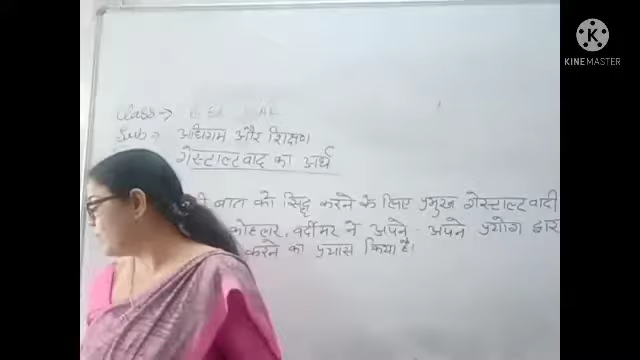 KINEMASTER
Class →
Sub → अधिगम और शिक्षण
गेस्टाल्टवाद का अर्थ
बात को सिद्ध करने के लिए प्रमुख गेस्टाल्टवादी
कोहलर, वर्दीमर ने अपने - अपने प्रयोग द्वारा
करने का प्रयास किया है।